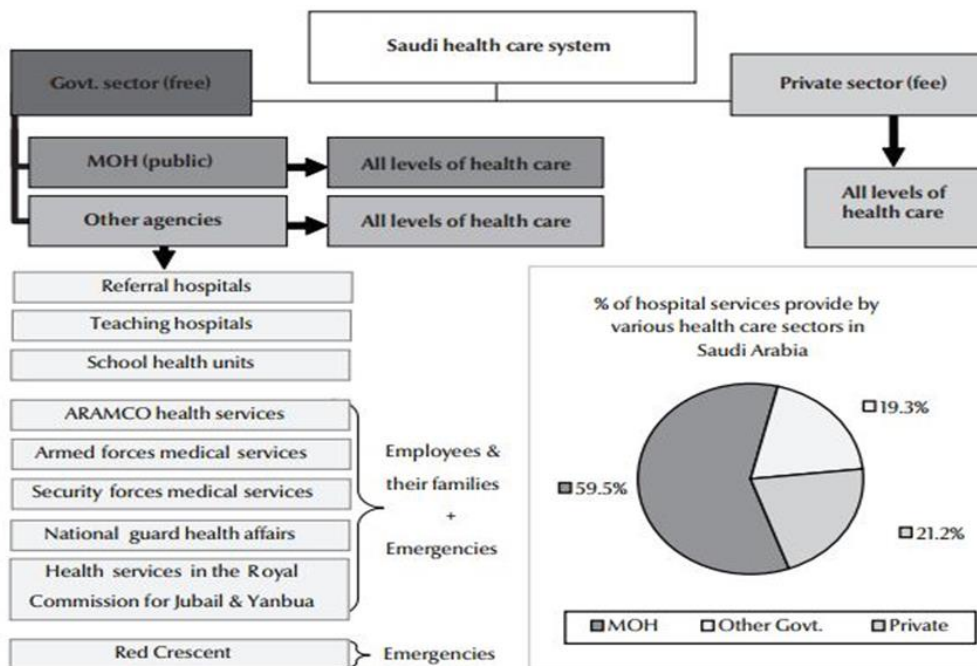 Saudi health care system
Govt. sector (free)
Private sector (fee)
MOH (public)
All levels of health care
Other agencies
All levels of health care
All levels of
health care
Referral hospitals
Teaching hospitals
School health units
ARAMCO health services
Armed forces medical services
Security forces medical services
National guard health affairs
Health services in the Royal
Commission for Jubail & Yanbua
Employees &
their families
+
Emergencies
Red Crescent
Emergencies
% of hospital services provide by
various health care sectors in
Saudi Arabia
19.3%
59.5%
21.2%
MOH
Other Govt.
Private